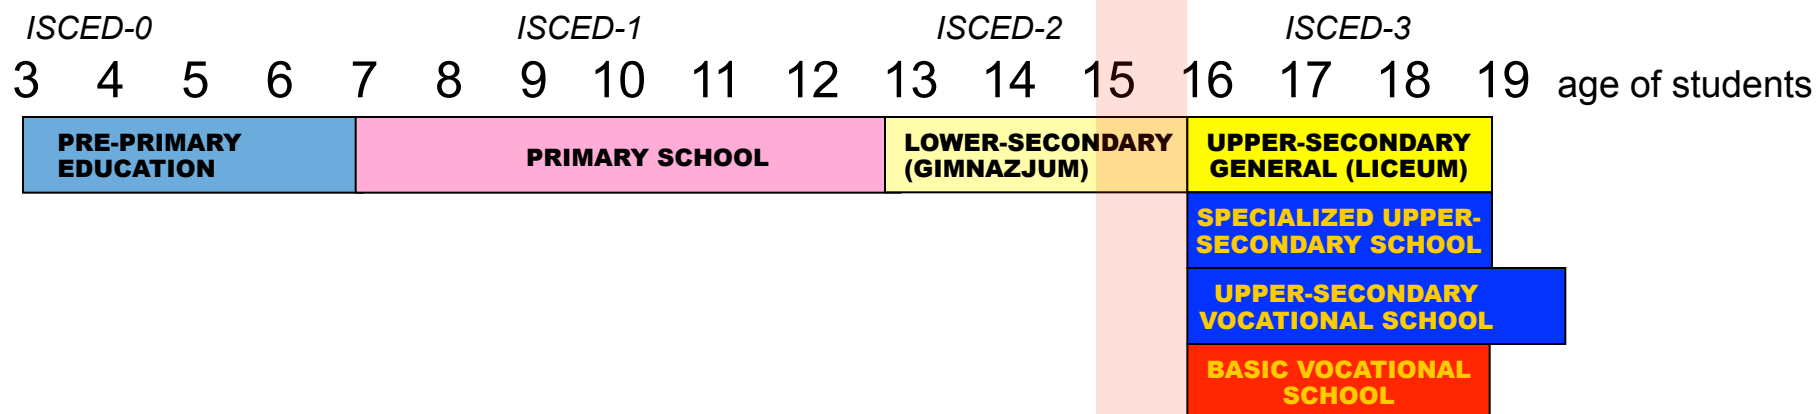 ISCED-0 ISCED-1 ISCED-2 ISCED-3
3 4 5 6 7 8 9 10 11 12 13 14 15 16 17 18 19 age of students
PRE-PRIMARY
EDUCATION
PRIMARY SCHOOL
LOWER-SECONDARY
(GIMNAZJUM)
UPPER-SECONDARY
GENERAL (LICEUM)
SPECIALIZED UPPER-
SECONDARY SCHOOL
UPPER-SECONDARY
VOCATIONAL SCHOOL
BASIC VOCATIONAL
SCHOOL